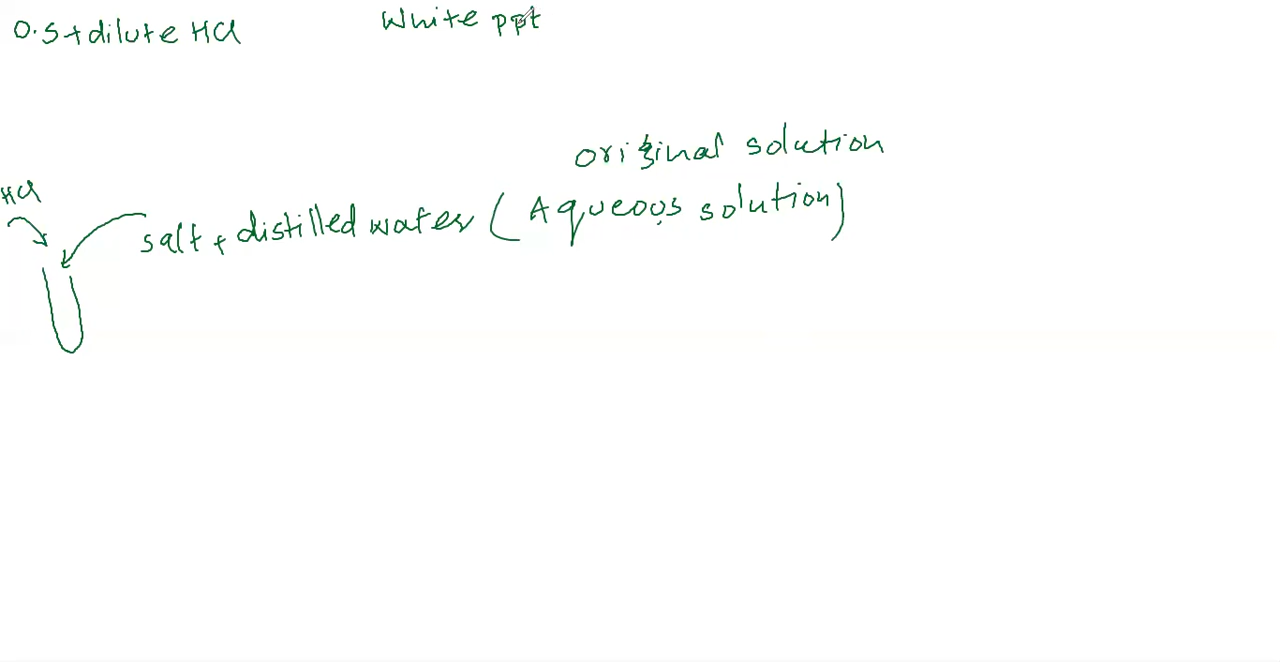 O.S + dilute HCl
White ppt
original solution
HCl
salt + distilled water (Aqueous solution)